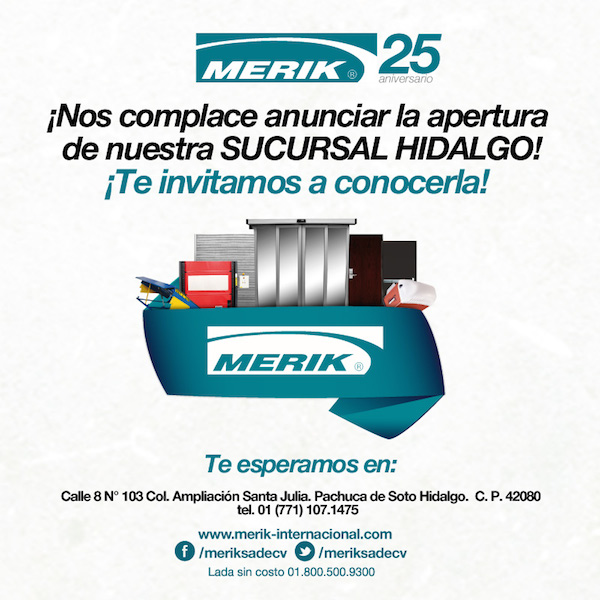 MERIK ® 25
aniversario
¡Nos complace anunciar la apertura
de nuestra SUCURSAL HIDALGO!
¡Te invitamos a conocerla!
MERIK ®
Te esperamos en:
Calle 8 N° 103 Col. Ampliación Santa Julia. Pachuca de Soto Hidalgo. C. P. 42080
tel. 01 (771) 107.1475
www.merik-internacional.com
/meriksadecv /meriksadecv
Lada sin costo 01.800.500.9300